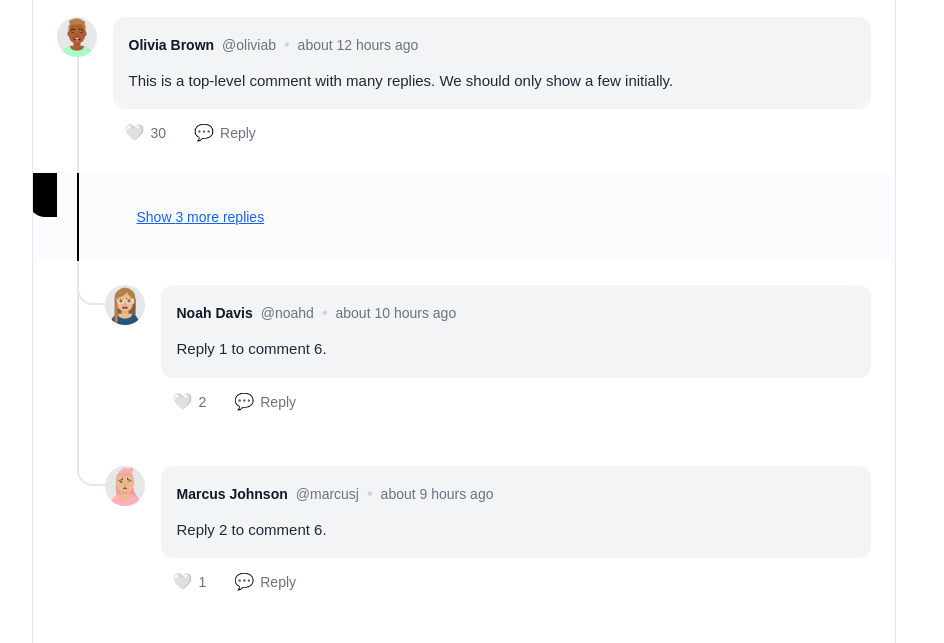 Olivia Brown @oliviab • about 12 hours ago
This is a top-level comment with many replies. We should only show a few initially.
🤍 30 💬 Reply
Show 3 more replies
Noah Davis @noahd • about 10 hours ago
Reply 1 to comment 6.
🤍 2 💬 Reply
Marcus Johnson @marcusj • about 9 hours ago
Reply 2 to comment 6.
🤍 1 💬 Reply